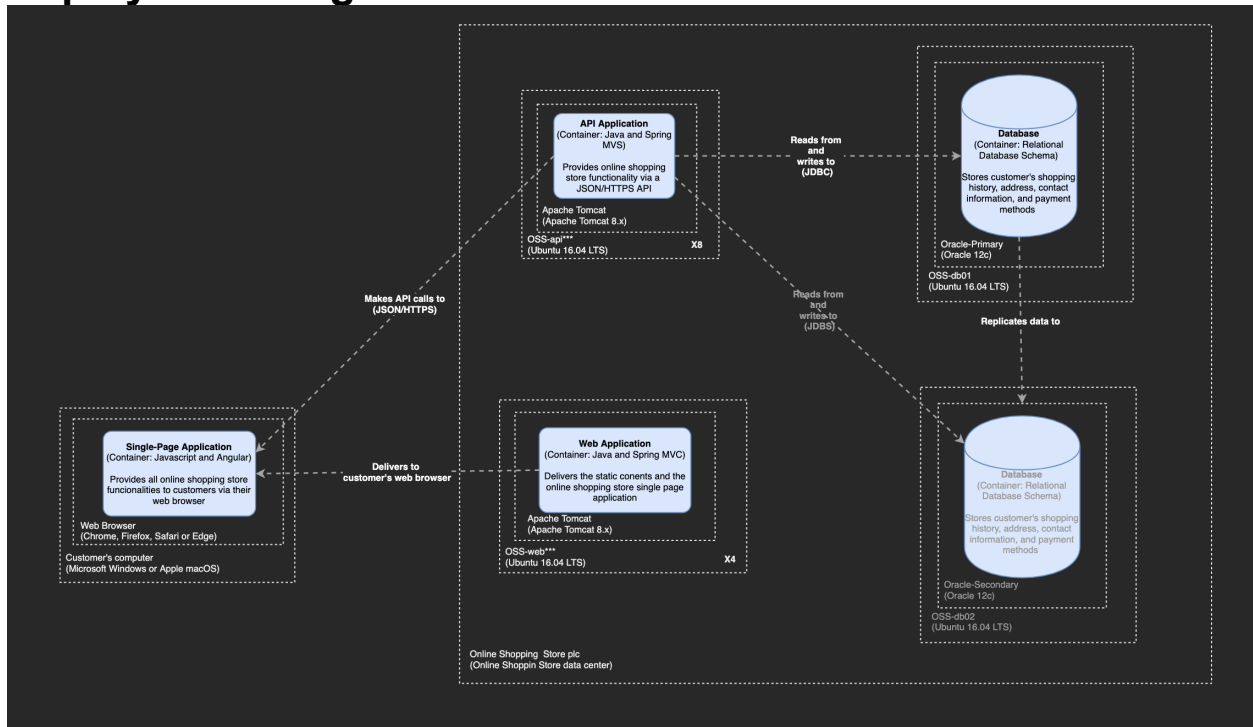 API Application
(Container: Java and Spring
MVS)
Provides online shopping
store functionality via a
JSON/HTTPS API
Apache Tomcat
(Apache Tomcat 8.x)
OSS-api***
(Ubuntu 16.04 LTS)
X8
Reads from
and
writes to
(JDBC)
Database
(Container: Relational
Database Schema)
Stores customer's shopping
history, address, contact
information, and payment
methods
Oracle-Primary
(Oracle 12c)
OSS-db01
(Ubuntu 16.04 LTS)
Makes API calls to
(JSON/HTTPS)
Reads from
and
writes to
(JDBS)
Replicates data to
Single-Page Application
(Container: Javascript and Angular)
Provides all online shopping store
funcionalities to customers via their
web browser
Web Browser
(Chrome, Firefox, Safari or Edge)
Customer's computer
(Microsoft Windows or Apple macOS)
Delivers to
customer's web browser
Web Application
(Container: Java and Spring MVC)
Delivers the static conents and the
online shopping store single page
application
Apache Tomcat
(Apache Tomcat 8.x)
OSS-web***
(Ubuntu 16.04 LTS)
X4
Database
(Container: Relational
Database Schema)
Stores customer's shopping
history, address, contact
information, and payment
methods
Oracle-Secondary
(Oracle 12c)
OSS-db02
(Ubuntu 16.04 LTS)
Online Shopping Store plc
(Online Shoppin Store data center)